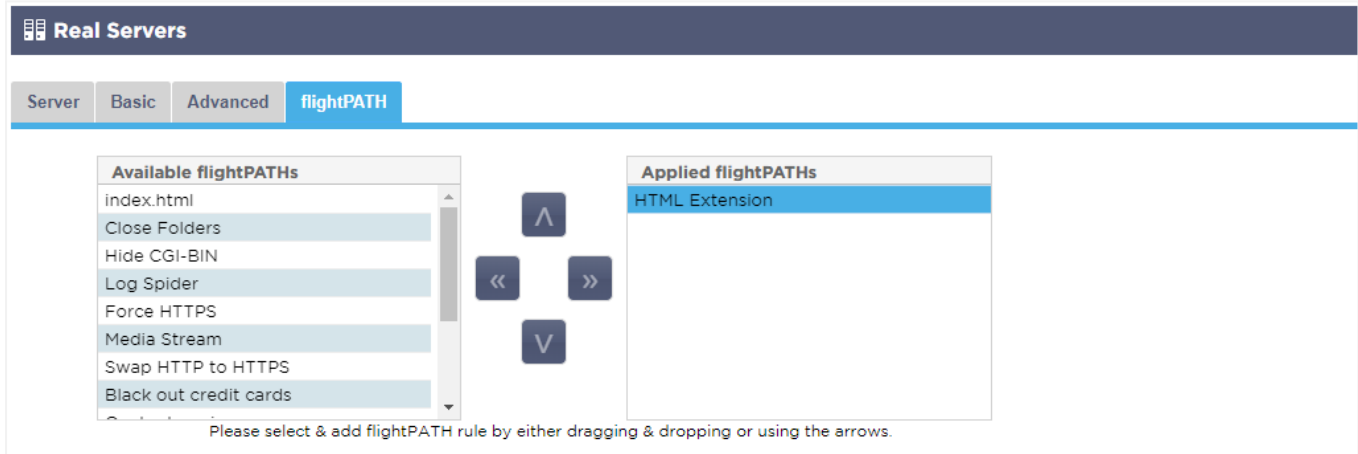 Real Servers
Server Basic Advanced flightPATH
Available flightPATHs
index.html
Close Folders
Hide CGI-BIN
Log Spider
Force HTTPS
Media Stream
Swap HTTP to HTTPS
Black out credit cards
Applied flightPATHs
HTML Extension
Please select & add flightPATH rule by either dragging & dropping or using the arrows.